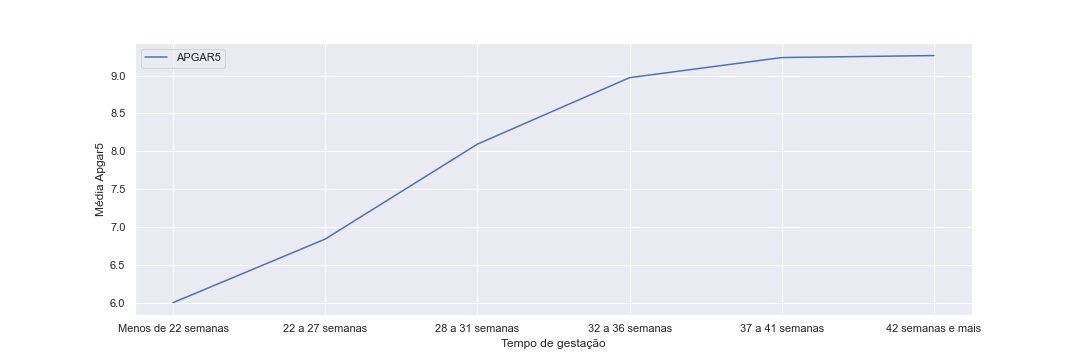 APGAR5
9.0
8.5
8.0
7.5
7.0
6.5
6.0
Média Apgar5
Menos de 22 semanas
22 a 27 semanas
28 a 31 semanas
32 a 36 semanas
37 a 41 semanas
42 semanas e mais
Tempo de gestação